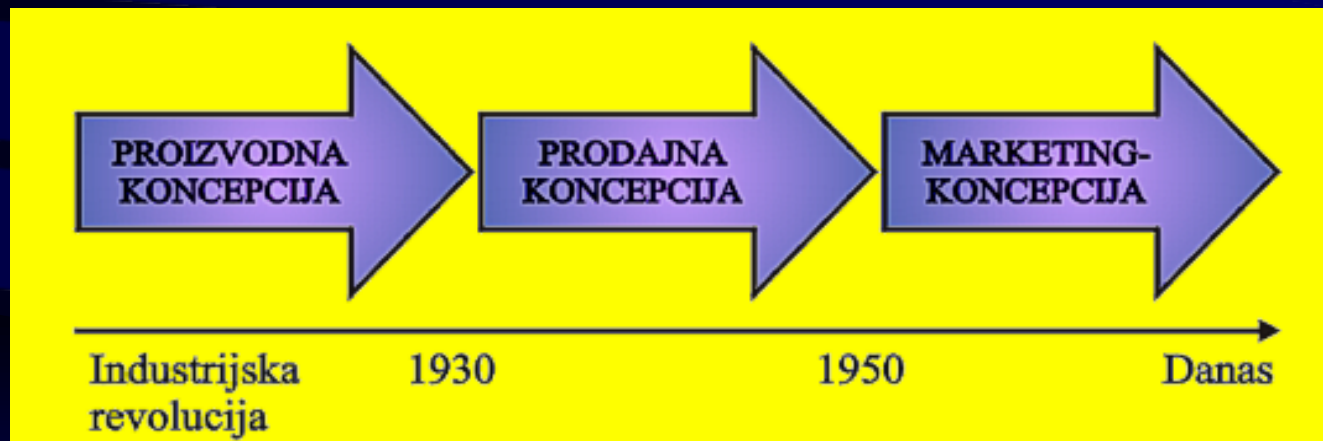 PROIZVODNA
KONCEPCIJA
PRODAJNA
KONCEPCIJA
MARKETING-
KONCEPCIJA
Industrijska
revolucija
1930
1950
Danas